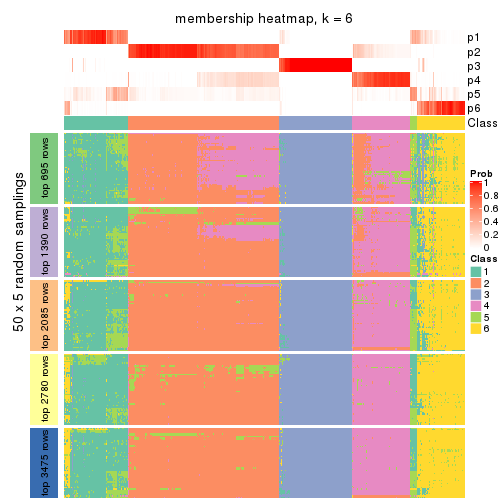 membership heatmap, k = 6
p1
p2
p3
p4
p5
p6
Class
50 x 5 random samplings
top 695 rows
top 1390 rows
top 2085 rows
top 2780 rows
top 3475 rows
Prob
1
0.8
0.6
0.4
0.2
0
Class
1
2
3
4
5
6